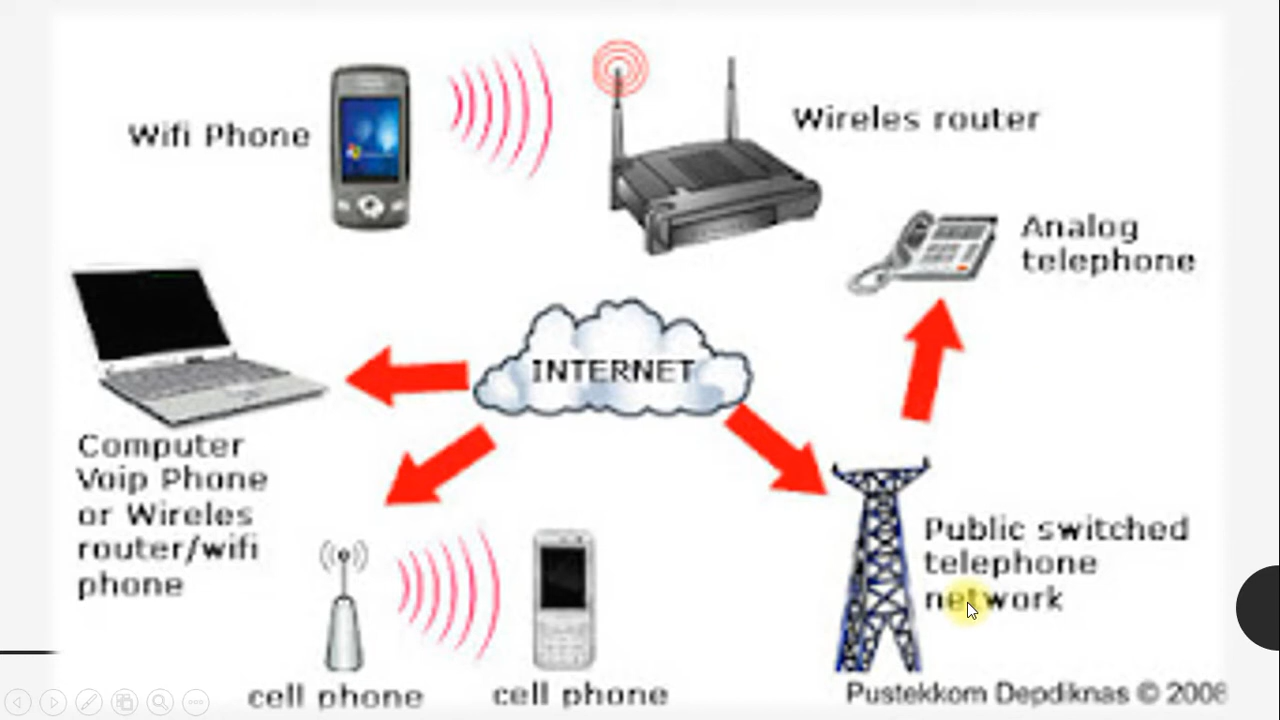 Wifi Phone
Wireles router
Analog
telephone
INTERNET
Computer
Voip Phone
or Wireles
router/wifi
phone
Public switched
telephone
network
cell phone
cell phone
Pustekkom Depdiknas © 2008